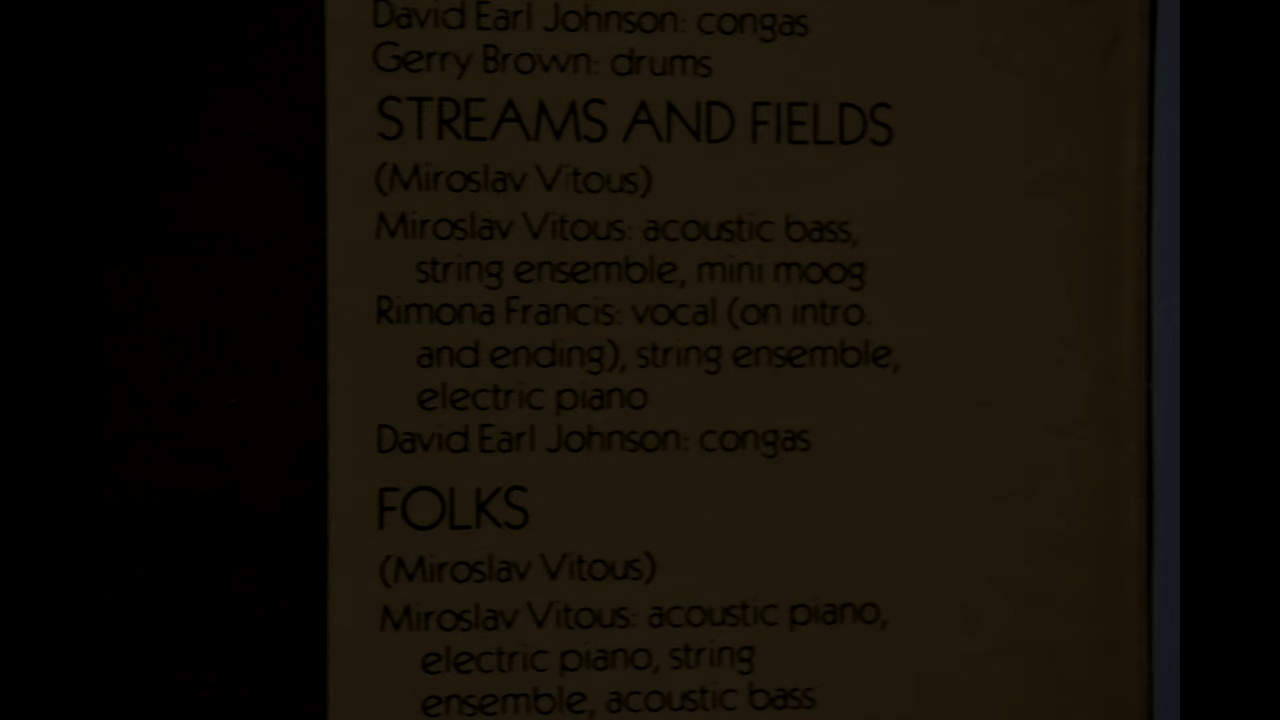 David Earl Johnson: congas
Gerry Brown: drums
STREAMS AND FIELDS
(Miroslav Vitous)
Miroslav Vitous: acoustic bass,
string ensemble, mini moog
Rimona Francis: vocal (on intro.
and ending), string ensemble,
electric piano
David Earl Johnson: congas
FOLKS
(Miroslav Vitous)
Miroslav Vitous: acoustic piano,
electric piano, string
ensemble, acoustic bass